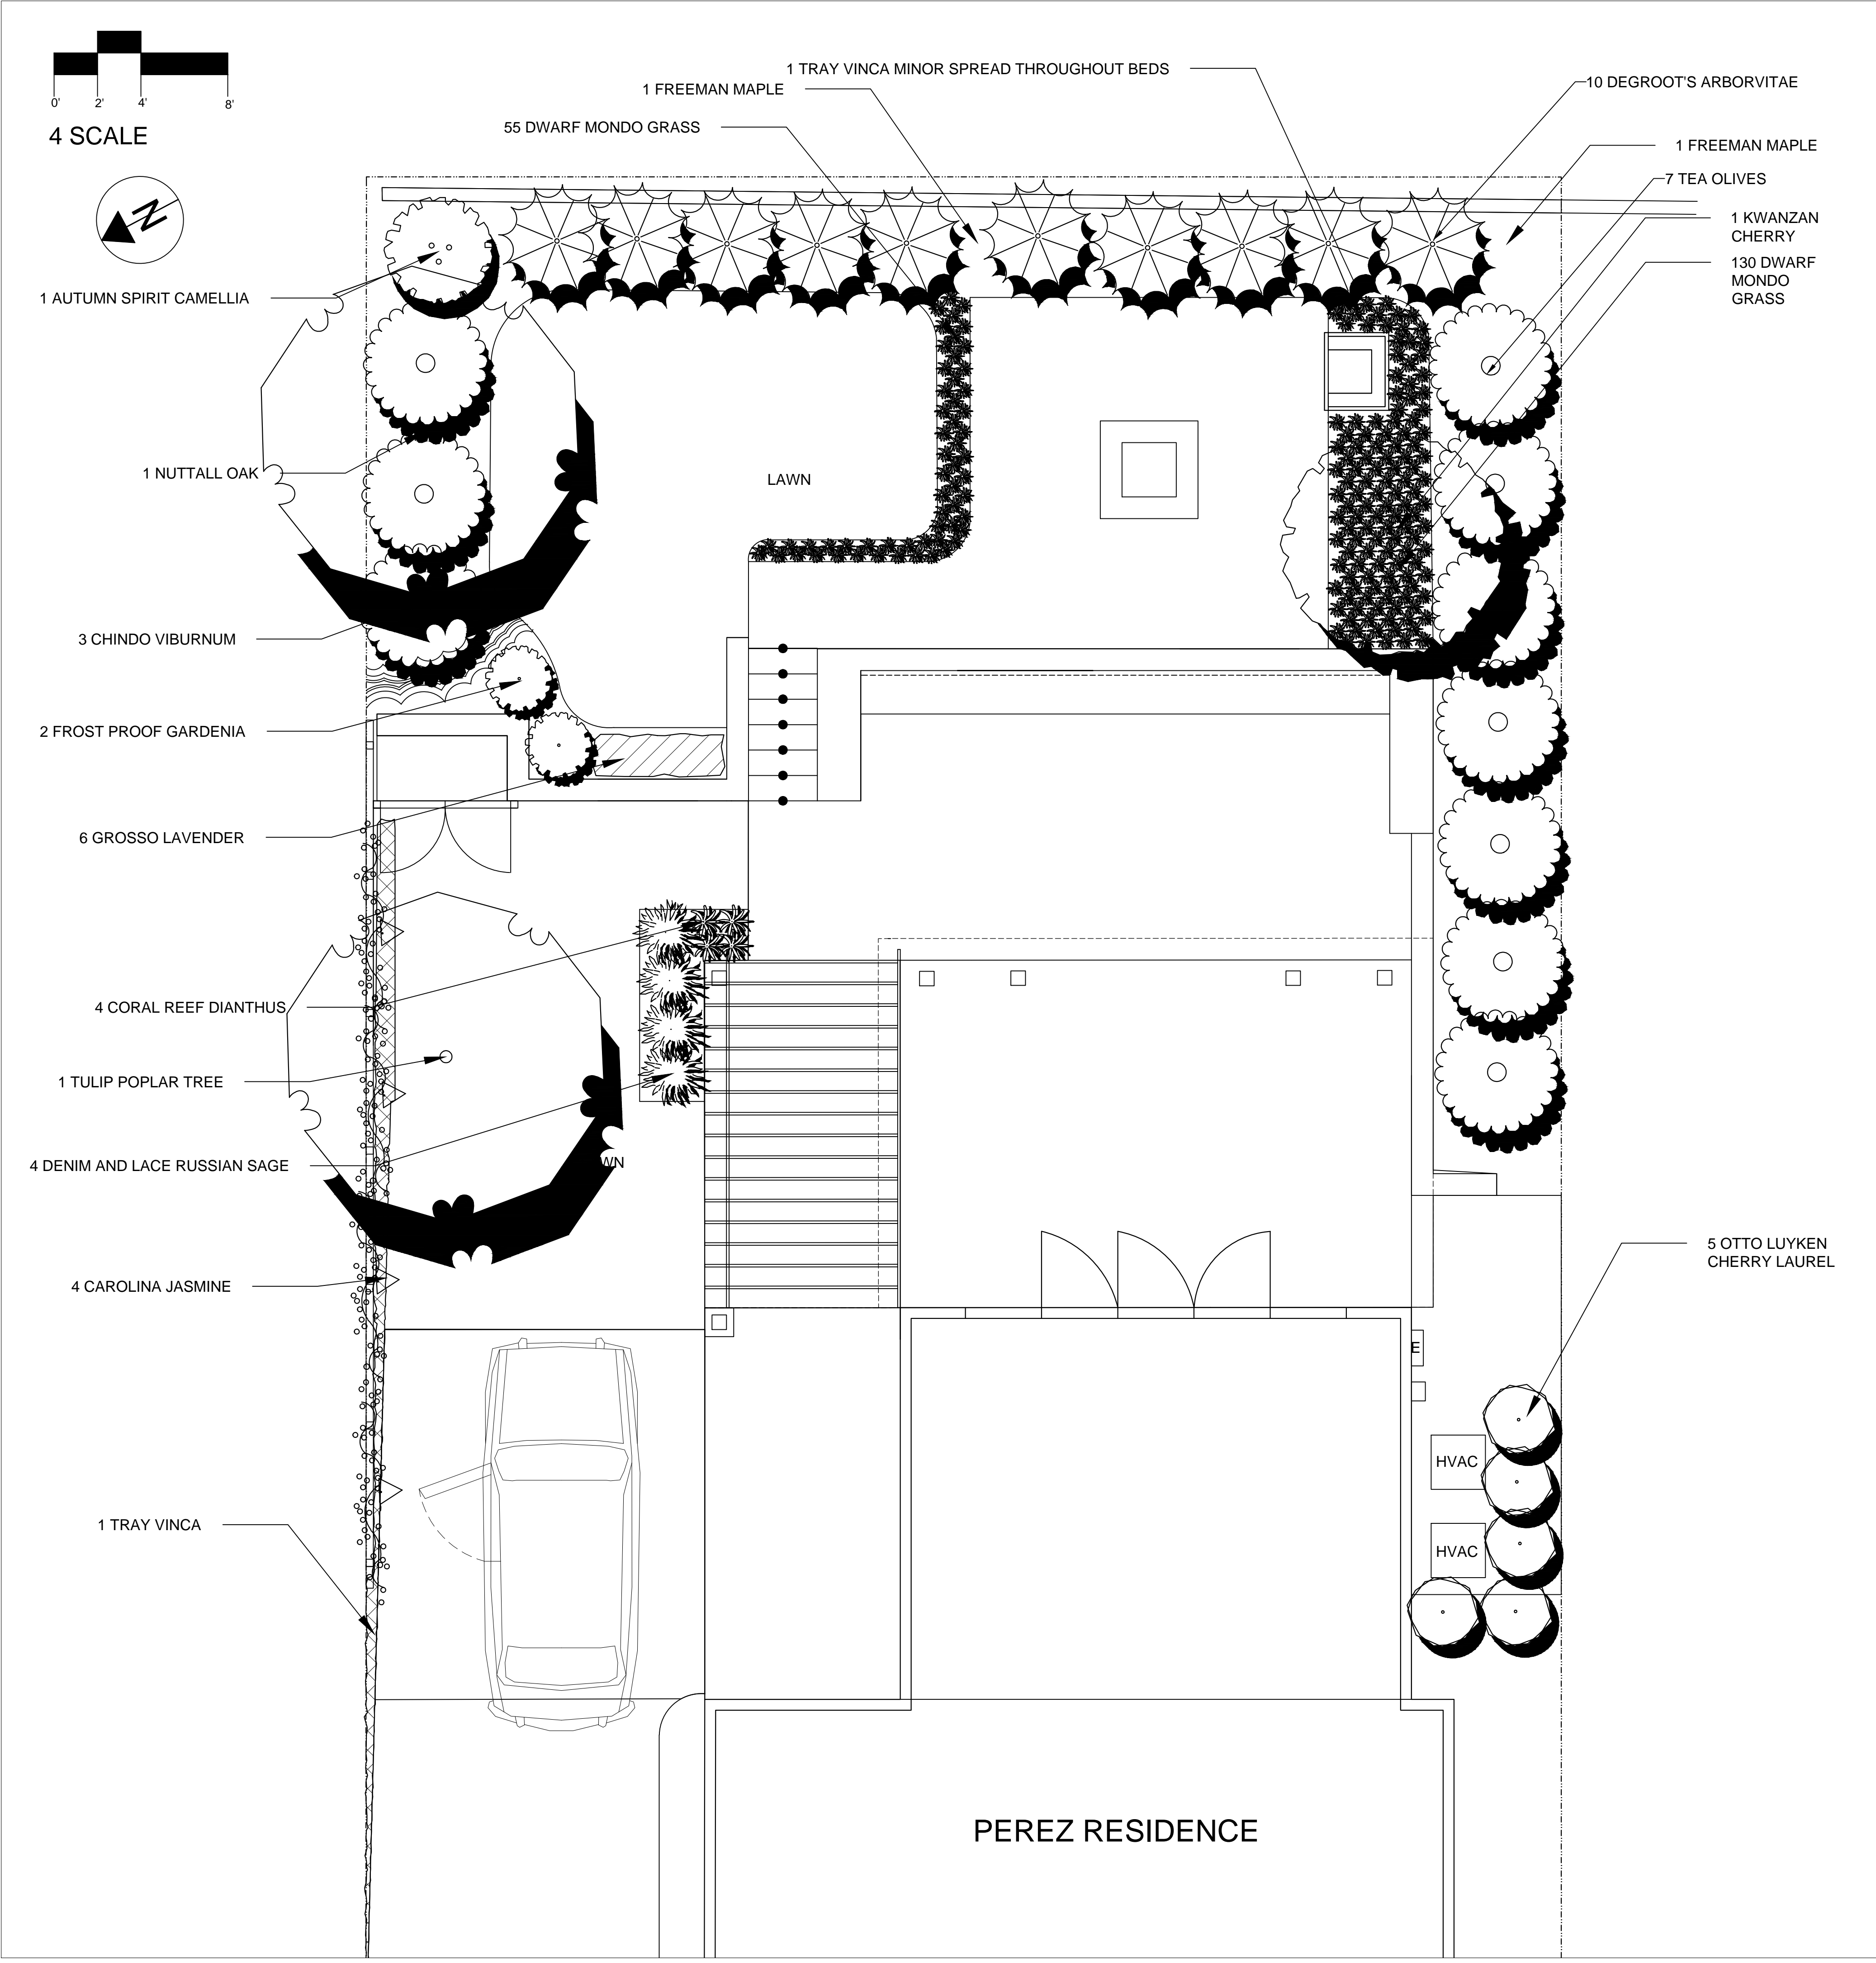 0' 2' 4' 8'
4 SCALE
N
1 TRAY VINCA MINOR SPREAD THROUGHOUT BEDS
1 FREEMAN MAPLE
55 DWARF MONDO GRASS
10 DEGROOT'S ARBORVITAE
1 FREEMAN MAPLE
7 TEA OLIVES
1 KWANZAN
CHERRY
130 DWARF
MONDO
GRASS
1 AUTUMN SPIRIT CAMELLIA
1 NUTTALL OAK
LAWN
3 CHINDO VIBURNUM
2 FROST PROOF GARDENIA
6 GROSSO LAVENDER
4 CORAL REEF DIANTHUS
1 TULIP POPLAR TREE
4 DENIM AND LACE RUSSIAN SAGE
WN
4 CAROLINA JASMINE
5 OTTO LUYKEN
CHERRY LAUREL
E
HVAC
HVAC
1 TRAY VINCA
PEREZ RESIDENCE